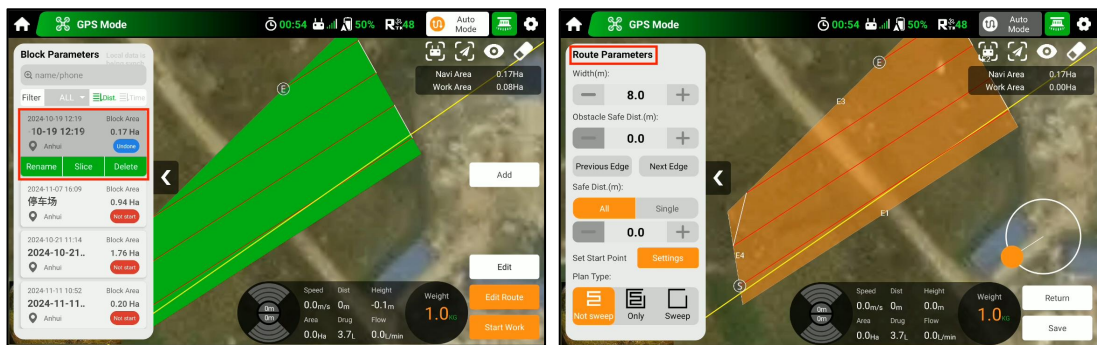 GPS Mode
00:54
50%
R 48
Auto Mode
Block Parameters
name/phone
Filter ALL Dist. Time
2024-10-19 12:19 Block Area
-10-19 12:19 0.17 Ha
Anhui Undone
Rename Slice Delete
2024-11-07 16:09 Block Area
停车场 0.94 Ha
Anhui Not start
2024-10-21 11:14 Block Area
2024-10-21.. 1.76 Ha
Anhui Not start
2024-11-11 10:52 Block Area
2024-11-11.. 0.20 Ha
Anhui Not start
E
Navi Area 0.17Ha
Work Area 0.08Ha
Add
Edit
Edit Route
Start Work
0m
0m
Speed Dist Height
0.0m/s 0m -0.1m
Area Drug Flow
0.0Ha 3.7L 0.0L/min
Weight
1.0KG
GPS Mode
00:54
50%
R 48
Auto Mode
Route Parameters
Width(m):
8.0
Obstacle Safe Dist.(m):
0.0
Previous Edge Next Edge
Safe Dist.(m):
All Single
0.0
Set Start Point Settings
Plan Type:
Not sweep Only Sweep
E
E3
E1
E4
S
Navi Area 0.17Ha
Work Area 0.00Ha
0m
0m
Speed Dist Height
0.0m/s 0m 0.0m
Area Drug Flow
0.0Ha 3.7L 0.0L/min
Weight
1.0KG
Return
Save